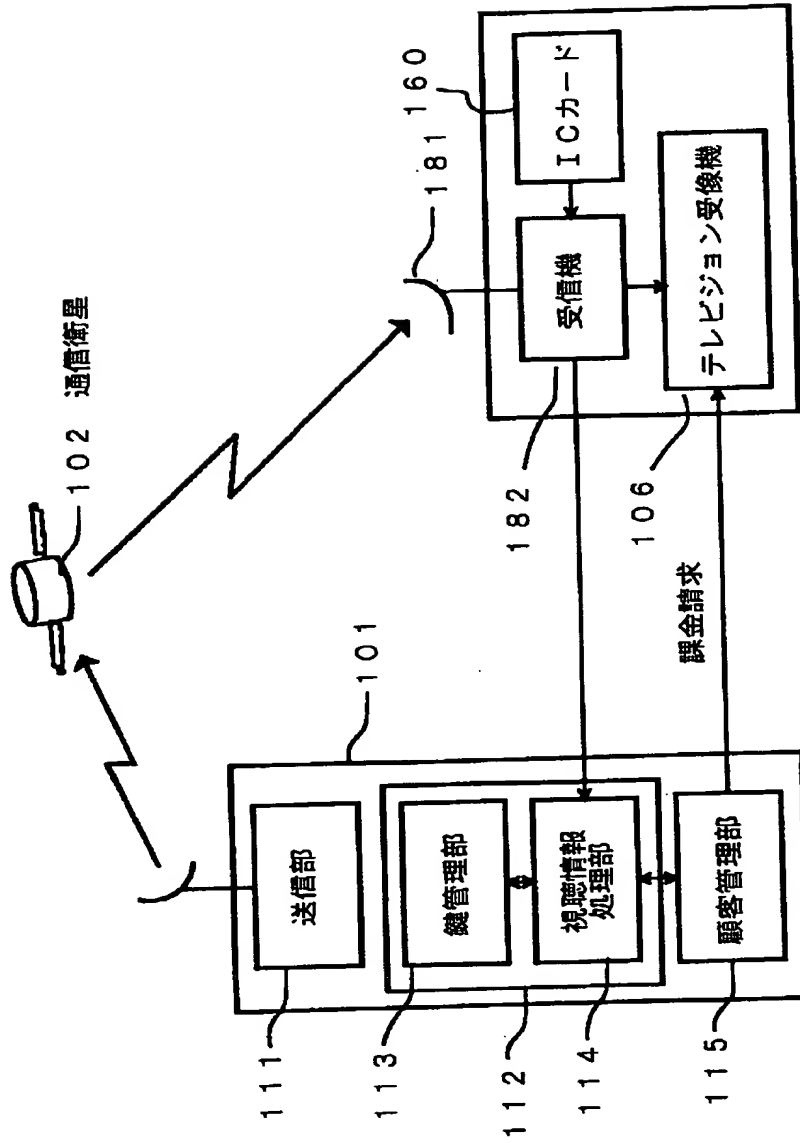 102 通信衛星
101
111
送信部
113
鍵管理部
112
114
視聴情報
処理部
115
顧客管理部
181
160
ICカード
182
受信機
106
テレビジョン受像機
課金請求